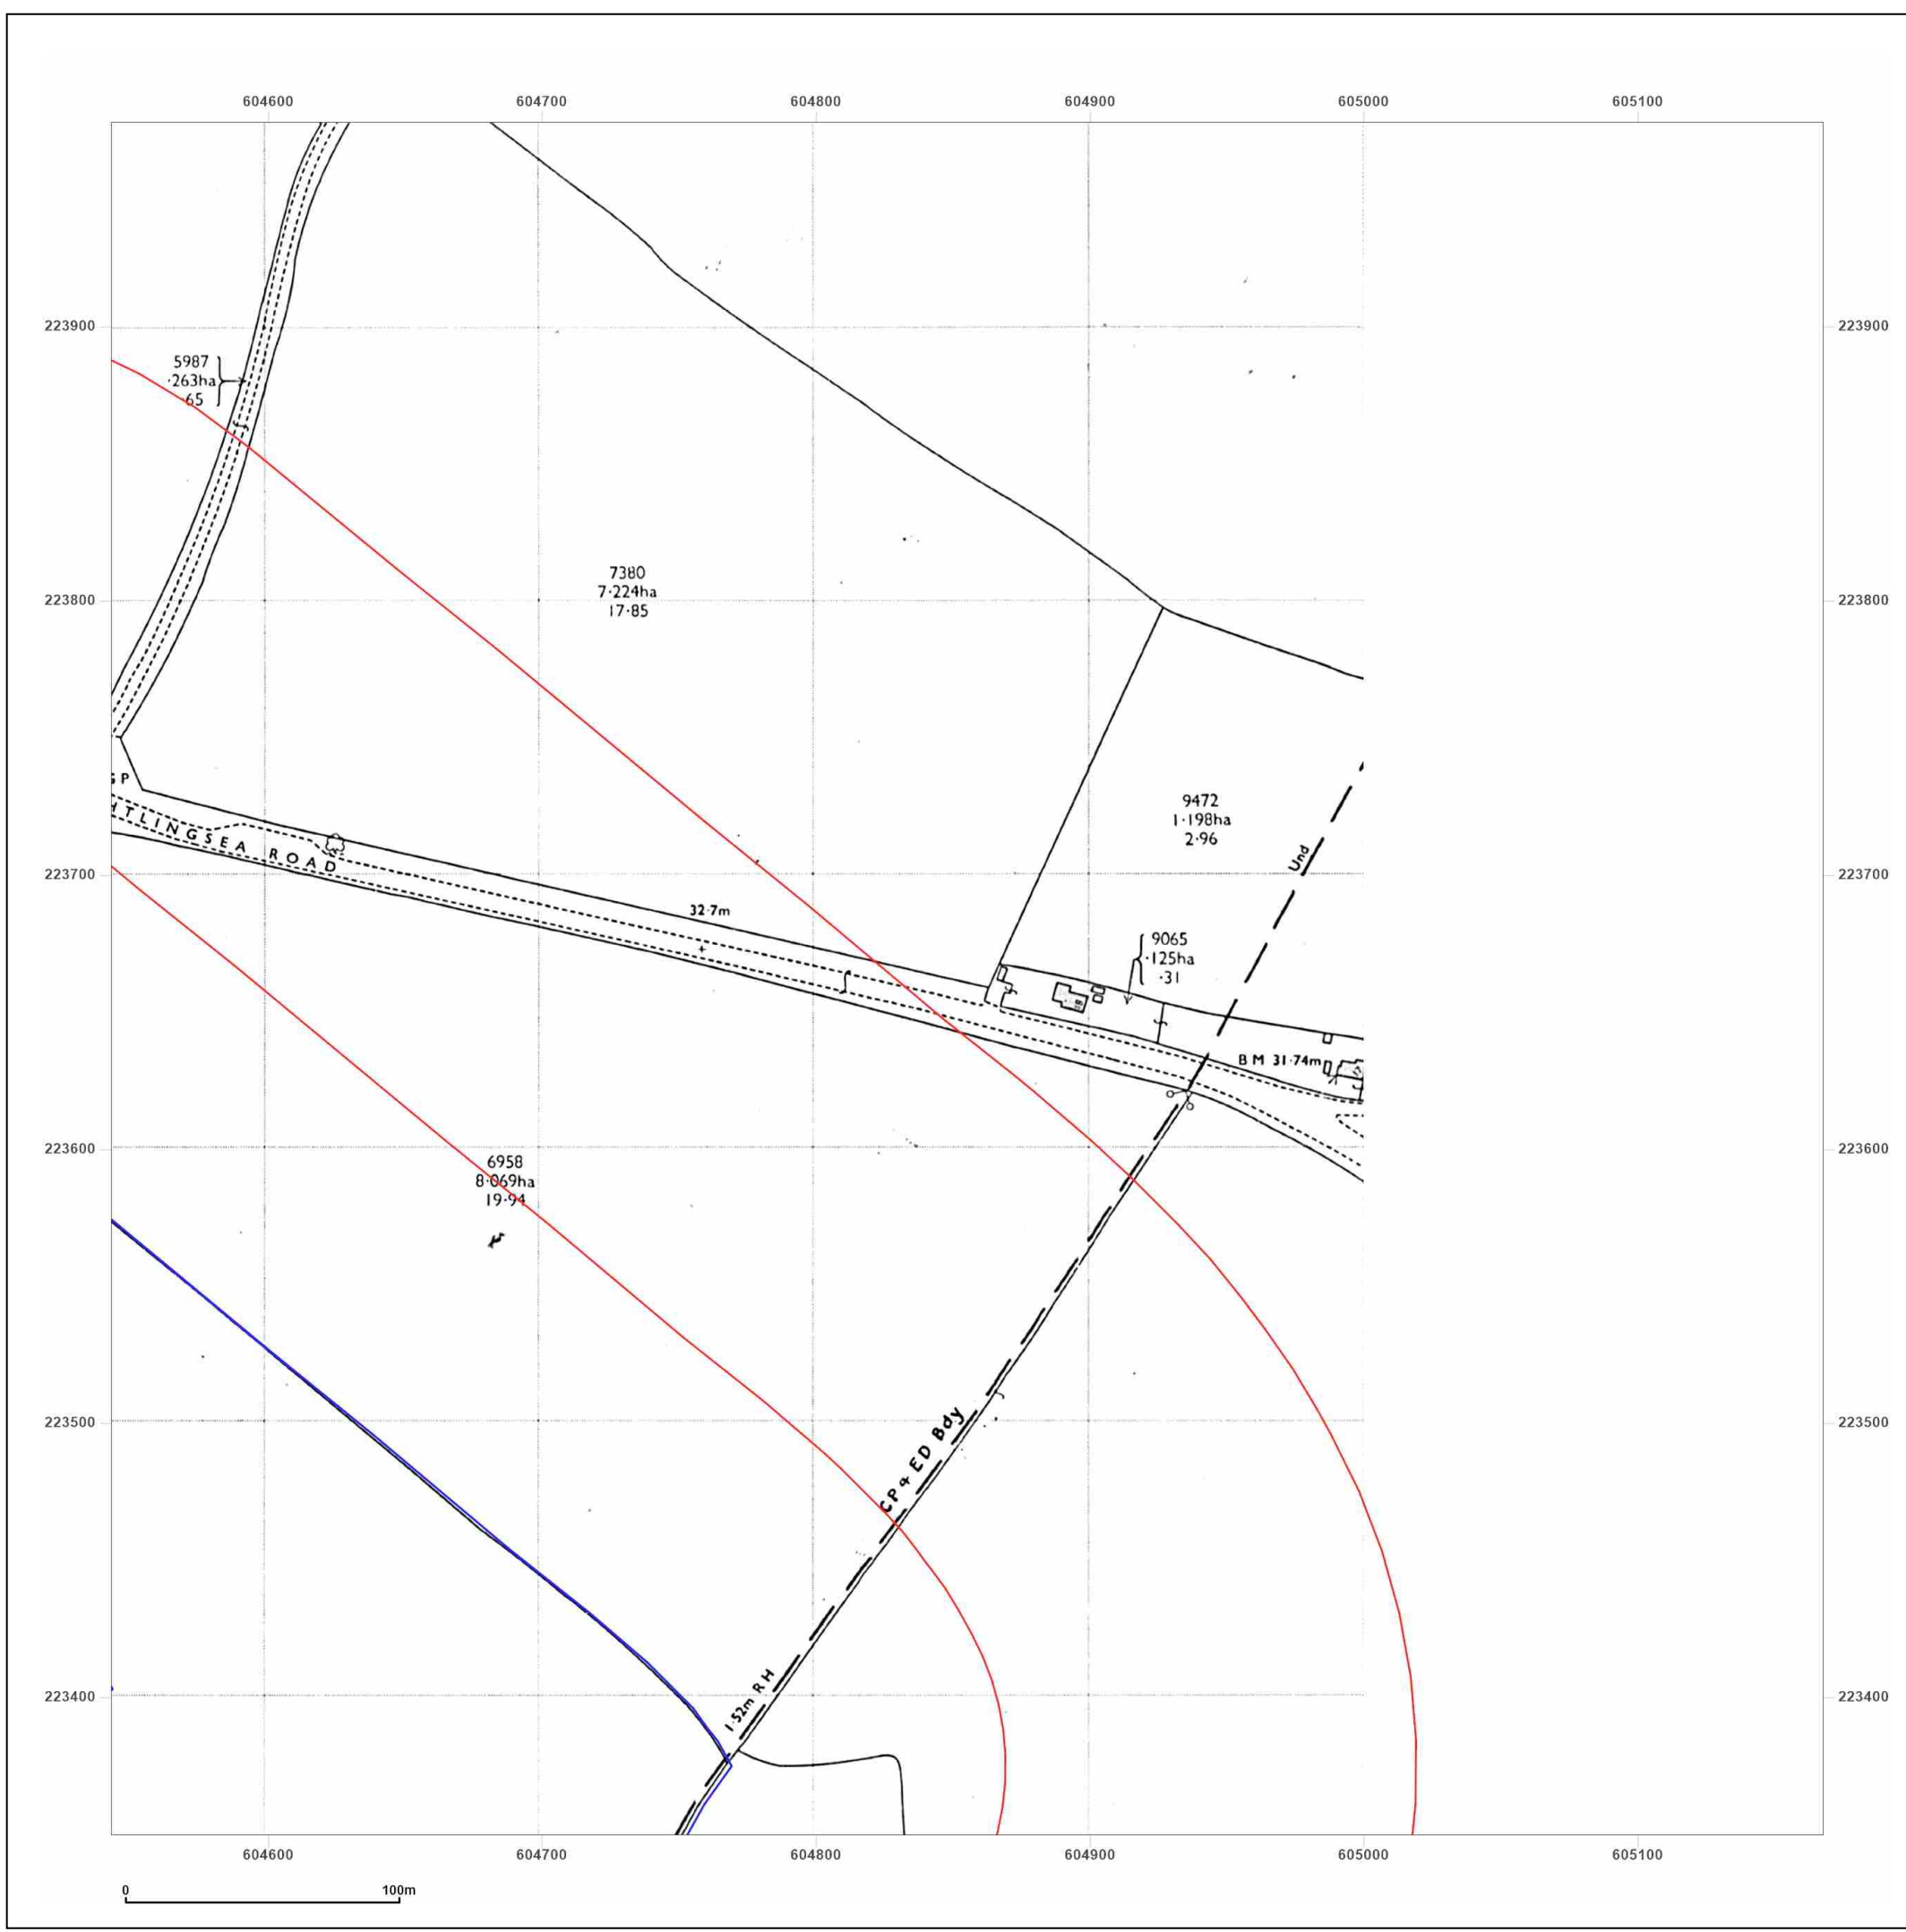 604600 604700 604800 604900 605000 605100
223900 223900
5987
·263ha
65
7380
7·224ha
17·85
223800 223800
GP
HTLINGSEA ROAD
9472
1·198ha
2·96
Und
223700 223700
32·7m
9065
·125ha
·31
BM 31·74m
223600 223600
6958
8·069ha
19·94
223500 223500
CP & ED Bdy
1·52m RH
223400 223400
604600 604700 604800 604900 605000 605100
0 100m